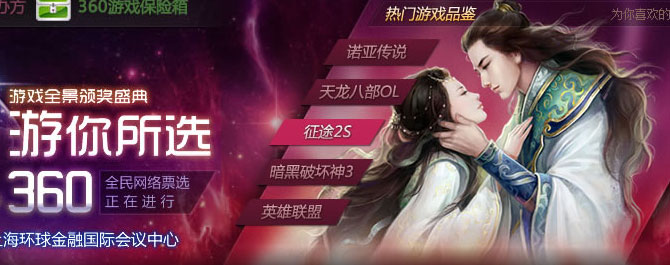 办方
360游戏保险箱
热门游戏品鉴
为你喜欢的
诺亚传说
天龙八部OL
征途2S
暗黑破坏神3
英雄联盟
游戏全景颁奖盛典
游你所选
360
全民网络票选
正在进行
上海环球金融国际会议中心